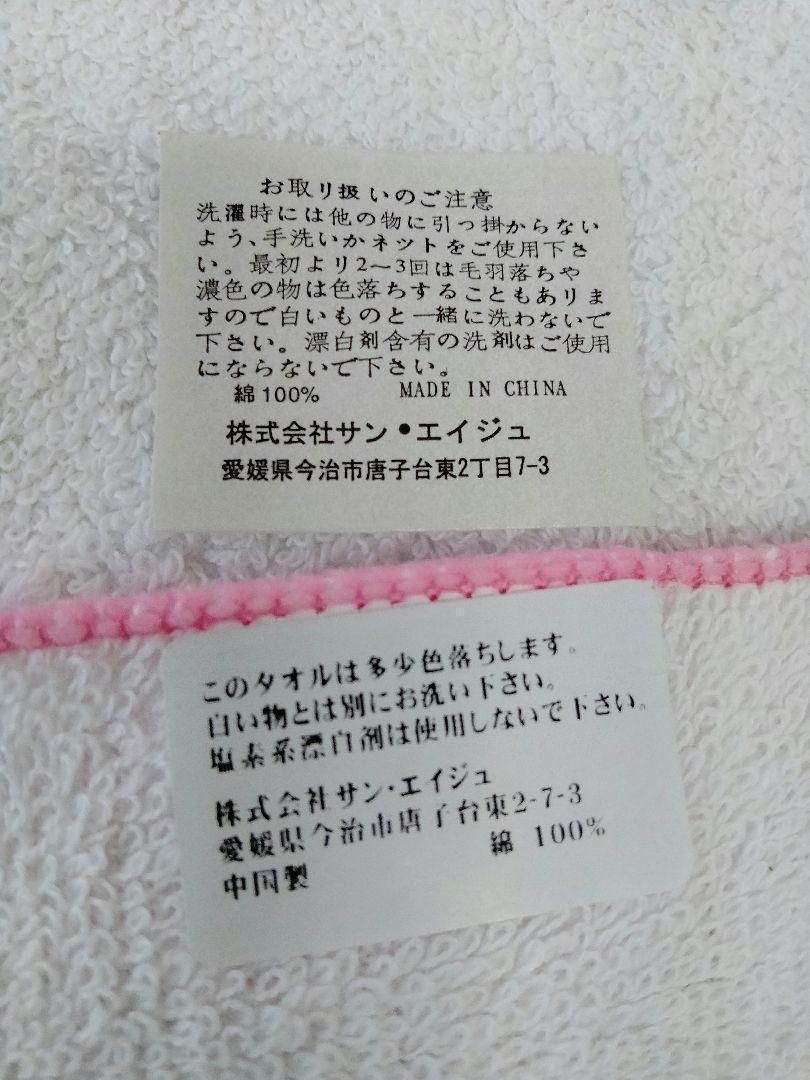 お取り扱いのご注意
洗濯時には他の物に引っ掛からない
よう、手洗いかネットをご使用下さ
い。最初より2〜3回は毛羽落ちや
濃色の物は色落ちすることもありま
すので白いものと一緒に洗わないで
下さい。漂白剤含有の洗剤はご使用
にならないで下さい。
綿100% MADE IN CHINA
株式会社サン・エイジュ
愛媛県今治市唐子台東2丁目7-3
このタオルは多少色落ちします。
白い物とは別にお洗い下さい。
塩素系漂白剤は使用しないで下さい。
株式会社サン・エイジュ
愛媛県今治市唐子台東2-7-3
綿 100%
中国製